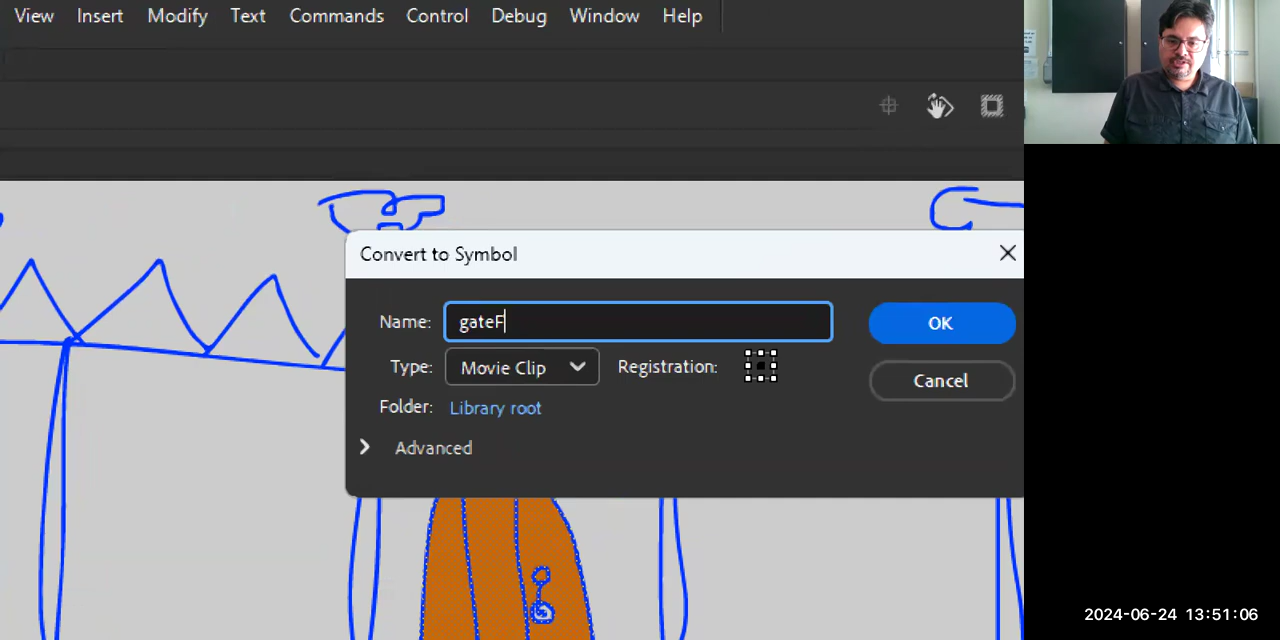 View Insert Modify Text Commands Control Debug Window Help
Convert to Symbol
Name: gateF
OK
Type: Movie Clip Registration:
Cancel
Folder: Library root
Advanced
2024-06-24 13:51:06